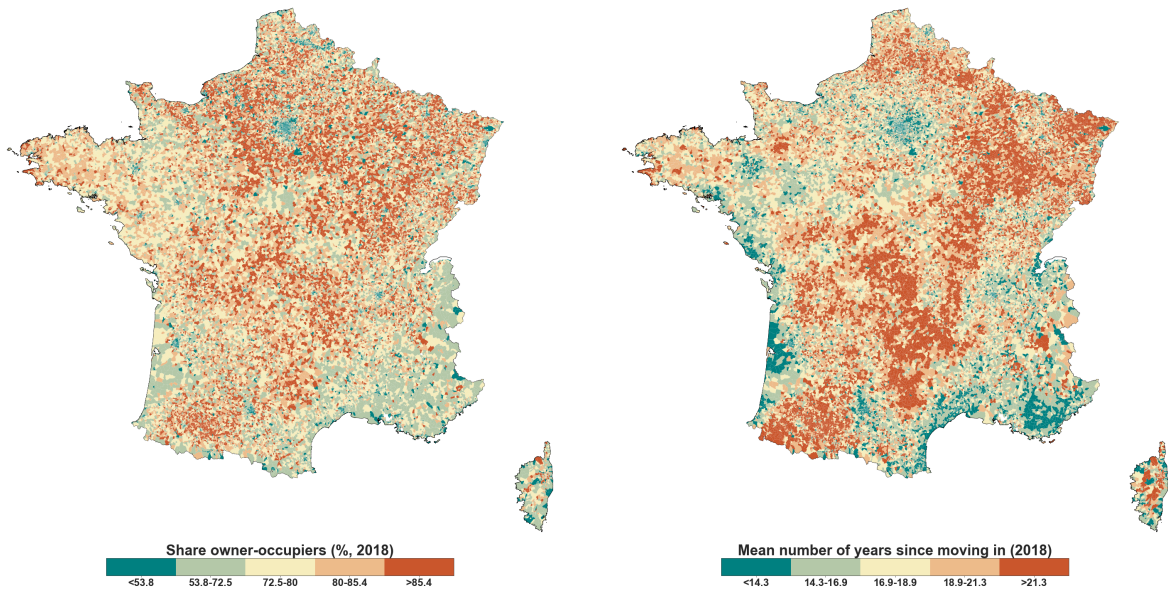 Share owner-occupiers (%, 2018)
<53.8 53.8-72.5 72.5-80 80-85.4 >85.4
Mean number of years since moving in (2018)
<14.3 14.3-16.9 16.9-18.9 18.9-21.3 >21.3